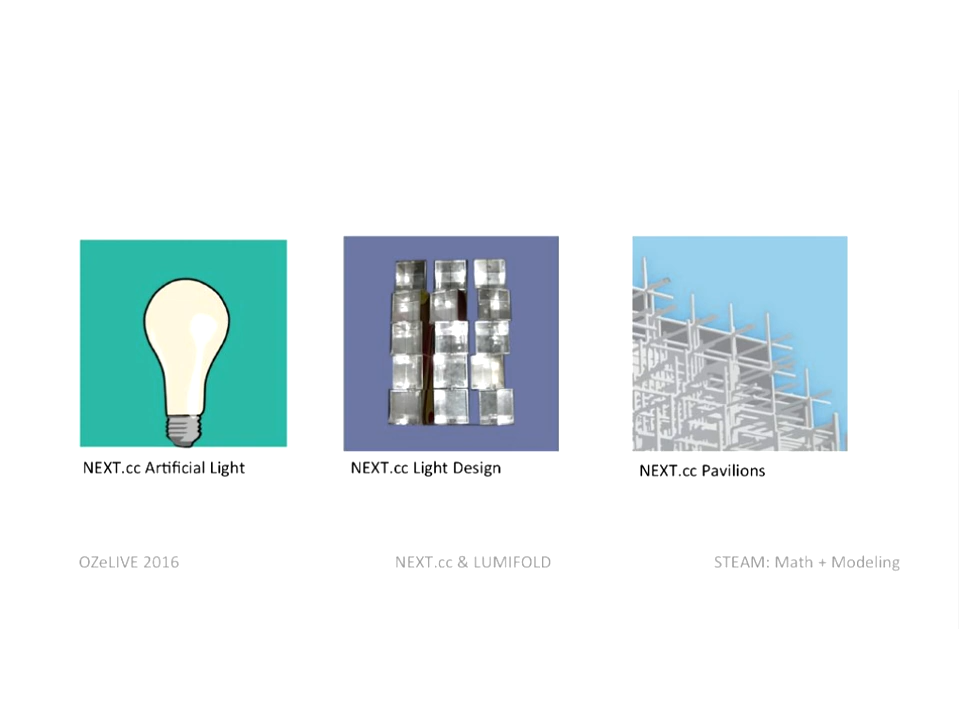 NEXT.cc Artificial Light
NEXT.cc Light Design
NEXT.cc Pavilions
OZeLIVE 2016
NEXT.cc & LUMIFOLD
STEAM: Math + Modeling